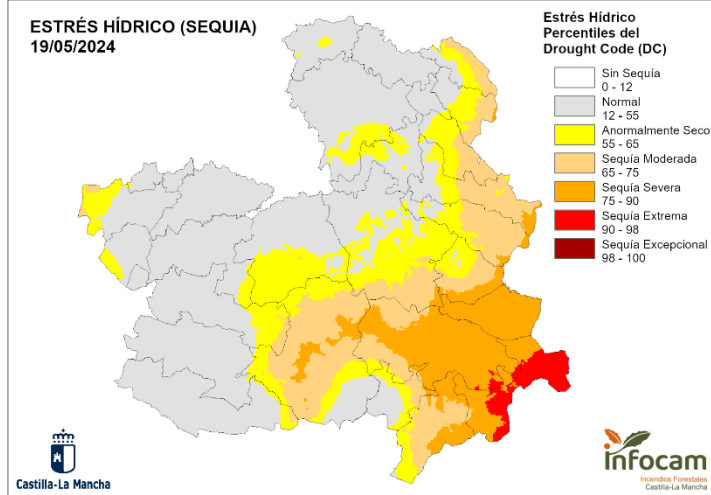 ESTRÉS HÍDRICO (SEQUIA)
19/05/2024
Estrés Hídrico
Percentiles del
Drought Code (DC)
Sin Sequía
0 - 12
Normal
12 - 55
Anormalmente Seco
55 - 65
Sequía Moderada
65 - 75
Sequía Severa
75 - 90
Sequía Extrema
90 - 98
Sequía Excepcional
98 - 100
Castilla-La Mancha
infocam
Incendios Forestales
Castilla-La Mancha